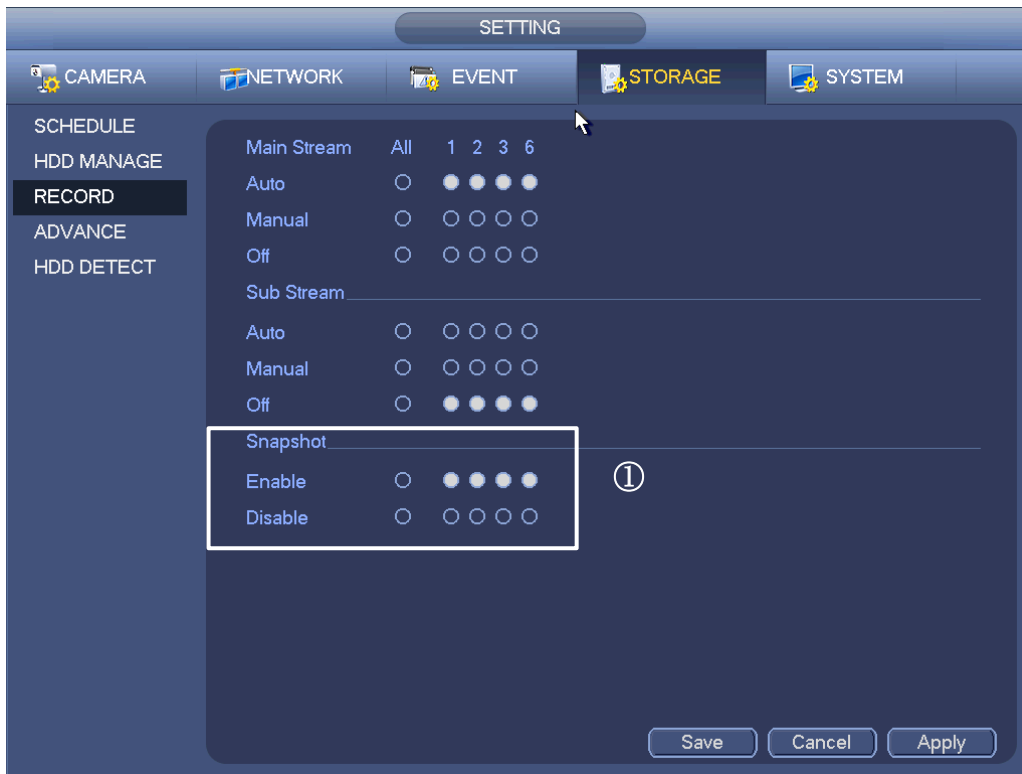 SETTING
CAMERA NETWORK EVENT STORAGE SYSTEM
SCHEDULE
HDD MANAGE
RECORD
ADVANCE
HDD DETECT
Main Stream All 1 2 3 6
Auto
Manual
Off
Sub Stream
Auto
Manual
Off
Snapshot
Enable
Disable
①
Save Cancel Apply